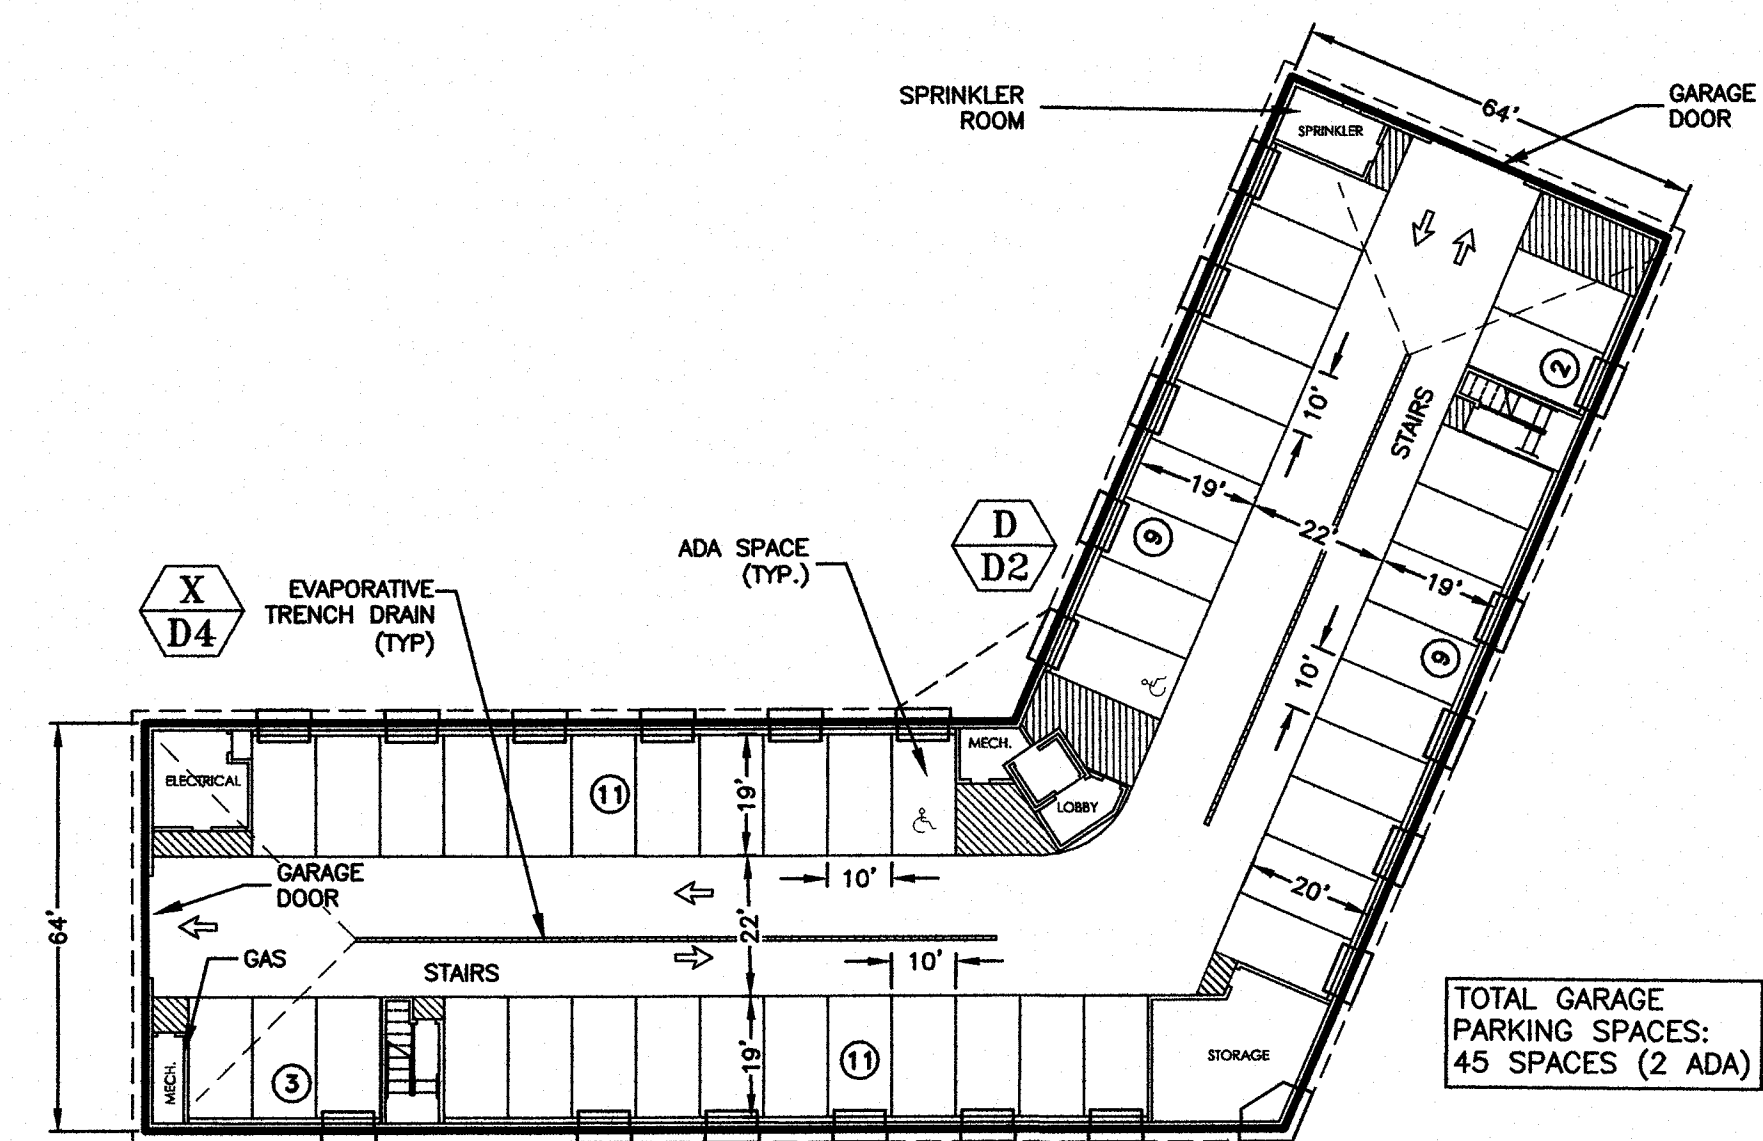 SPRINKLER
ROOM
SPRINKLER
64'
GARAGE
DOOR
2
10'
STAIRS
19'
22'
19'
9
9
10'
20'
D
D2
ADA SPACE
(TYP.)
X
D4
EVAPORATIVE
TRENCH DRAIN
(TYP)
ELECTRICAL
11
19'
MECH.
LOBBY
GARAGE
DOOR
10'
64'
22'
GAS
STAIRS
10'
MECH.
3
19'
11
STORAGE
TOTAL GARAGE
PARKING SPACES:
45 SPACES (2 ADA)